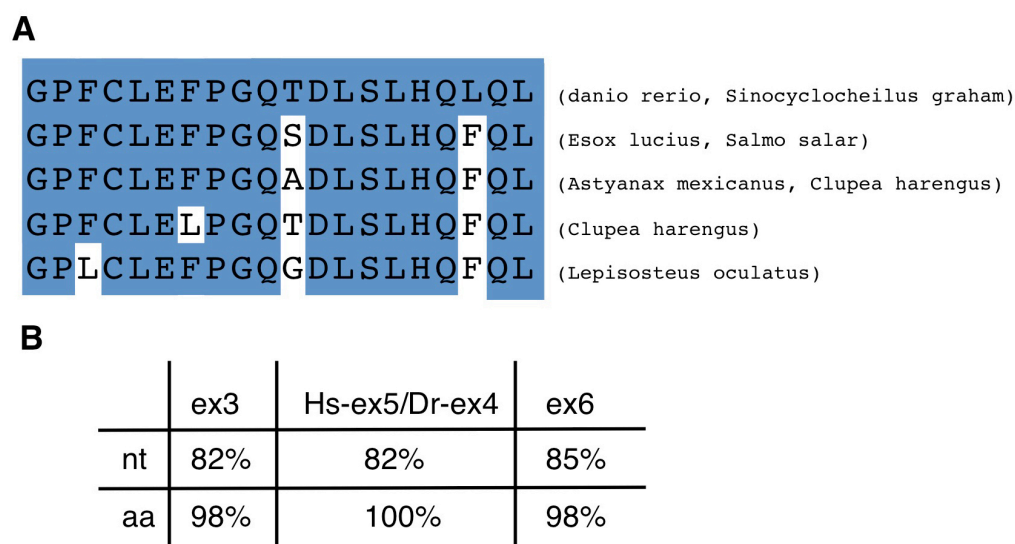 A
GPFCLEFPGQTDLSLHQLQL (danio rerio, Sinocyclocheilus graham)
GPFCLEFPGQSDLSLHQFQL (Esox lucius, Salmo salar)
GPFCLEFPGQADLSLHQFQL (Astyanax mexicanus, Clupea harengus)
GPFCLELPGQTDLSLHQFQL (Clupea harengus)
GPLCLEFPGQGDLSLHQFQL (Lepisosteus oculatus)
B
ex3 Hs-ex5/Dr-ex4 ex6
nt 82% 82% 85%
aa 98% 100% 98%